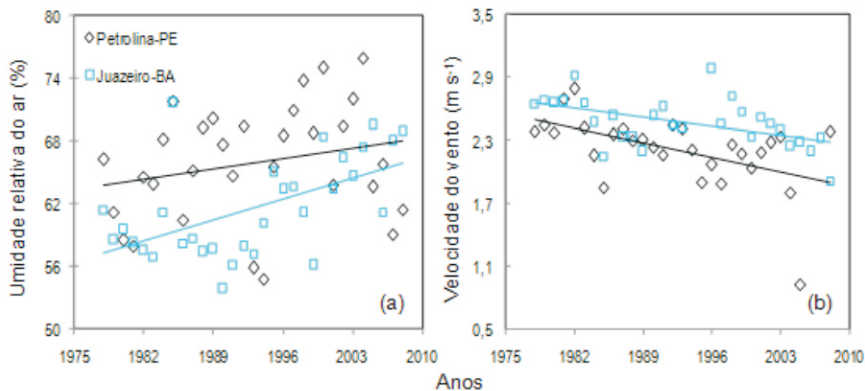 Umidade relativa do ar (%)
80
74
68
62
56
50
Petrolina-PE
Juazeiro-BA
(a)
1975 1982 1989 1996 2003 2010
Velocidade do vento (m s⁻¹)
3,5
2,9
2,3
1,7
1,1
0,5
(b)
1975 1982 1989 1996 2003 2010
Anos